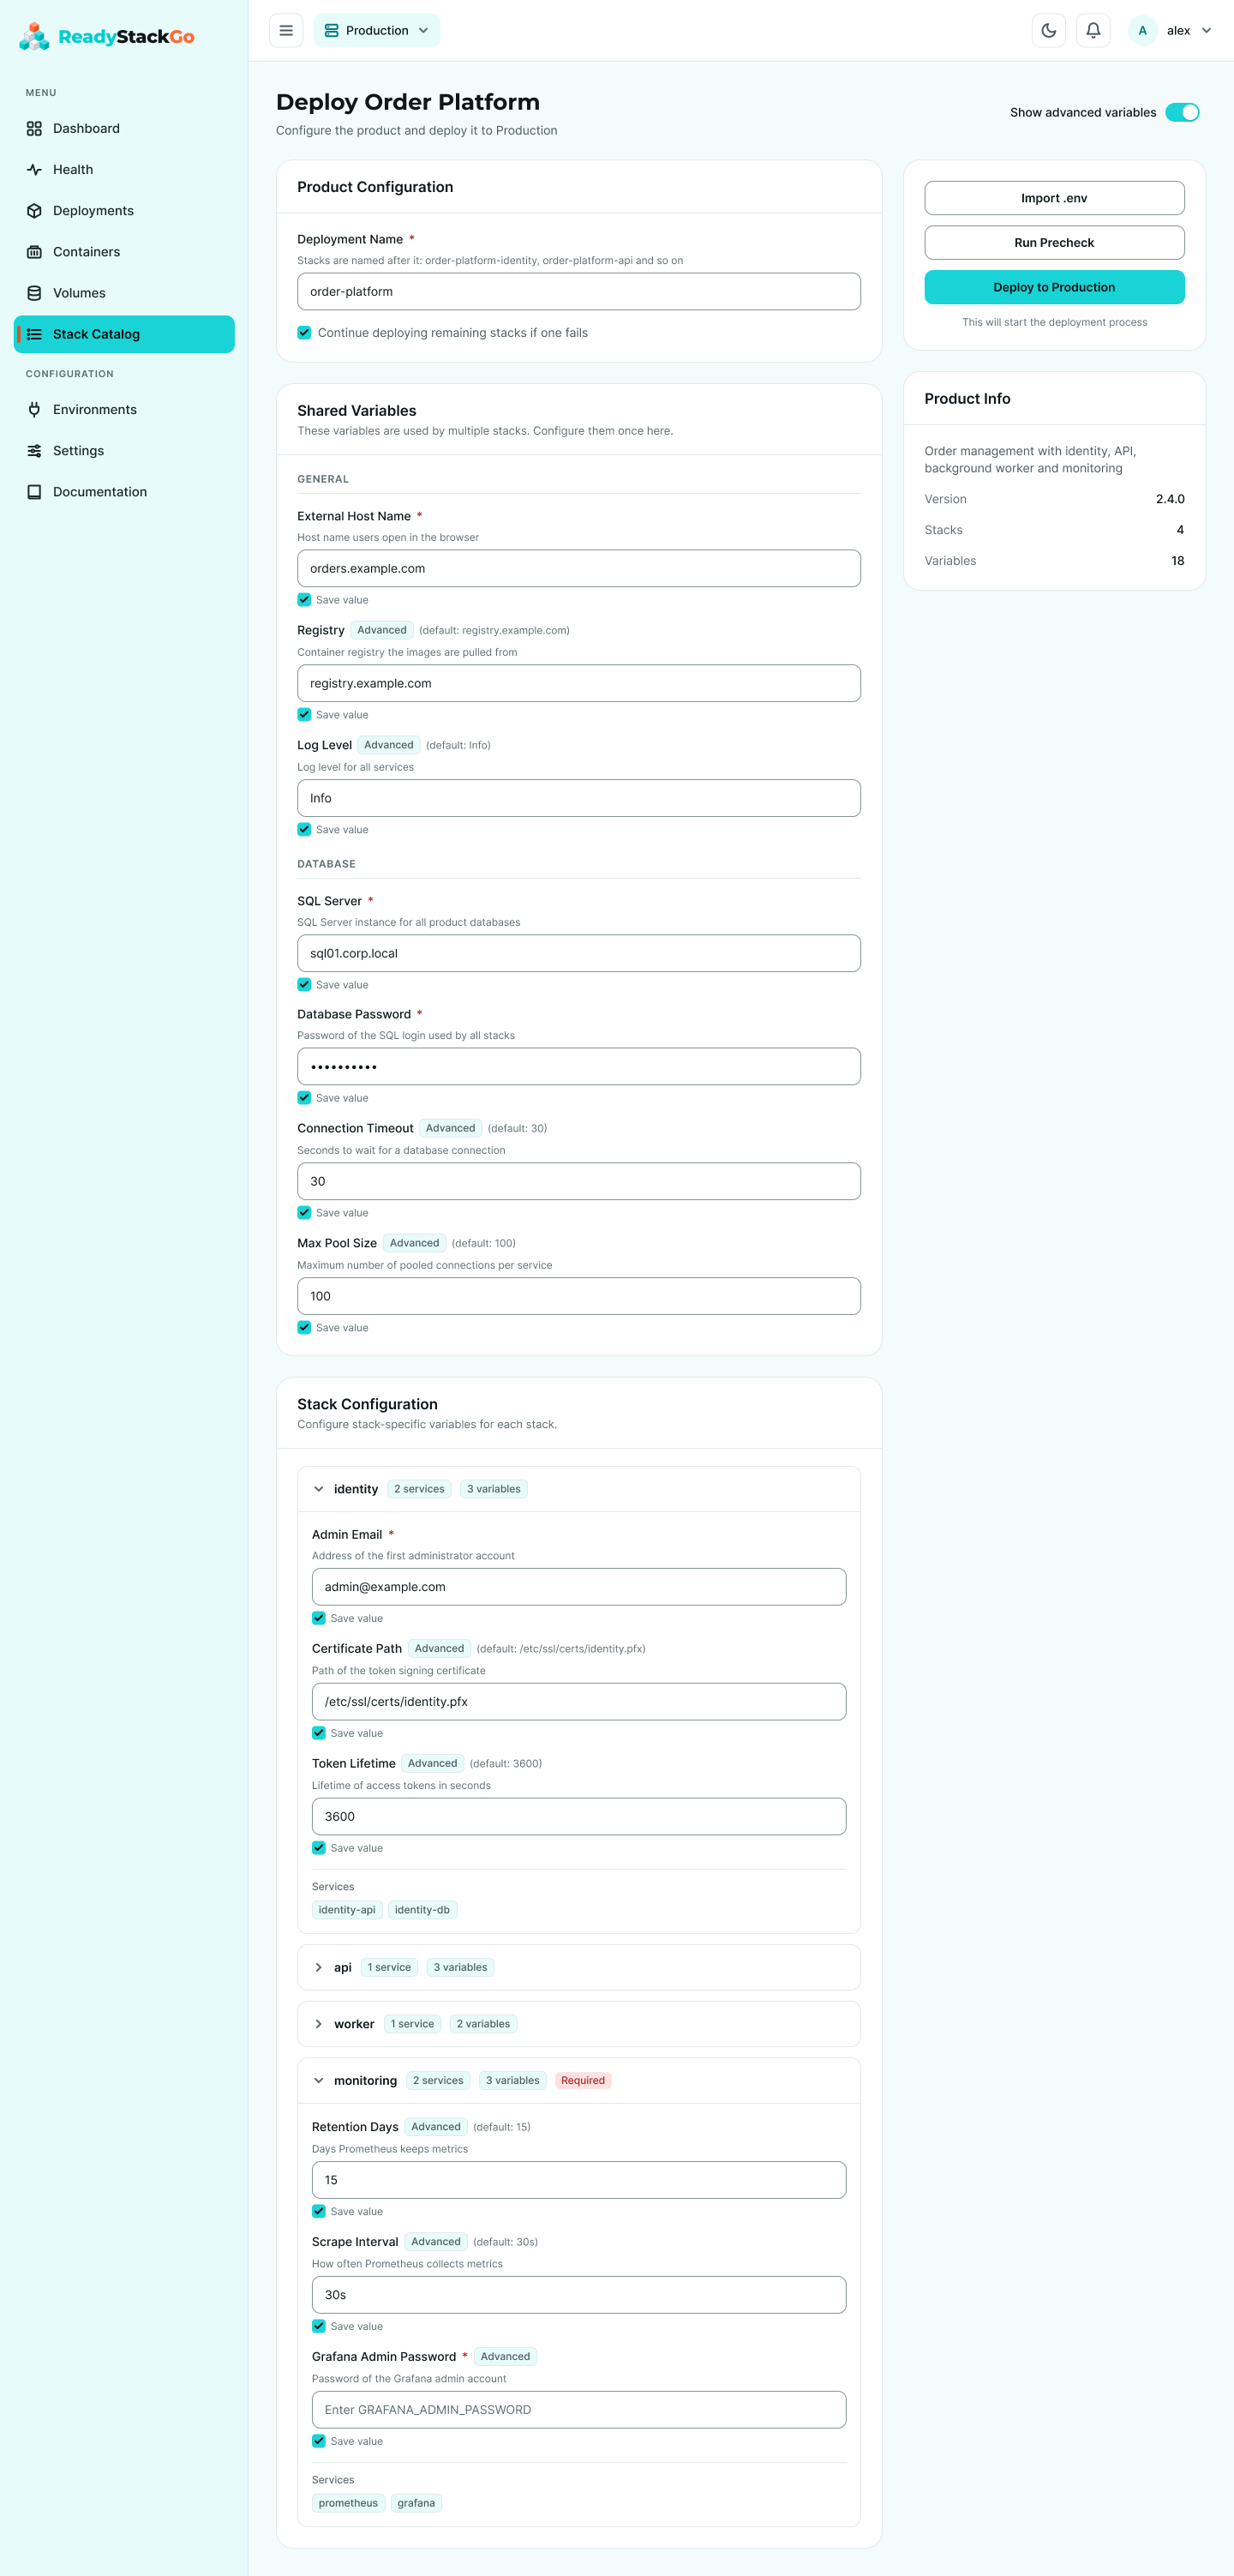 ReadyStackGo
Production
A
alex
MENU
Dashboard
Health
Deployments
Containers
Volumes
Stack Catalog
CONFIGURATION
Environments
Settings
Documentation
Deploy Order Platform
Configure the product and deploy it to Production
Show advanced variables
Product Configuration
Deployment Name *
Stacks are named after it: order-platform-identity, order-platform-api and so on
order-platform
Continue deploying remaining stacks if one fails
Shared Variables
These variables are used by multiple stacks. Configure them once here.
GENERAL
External Host Name *
Host name users open in the browser
orders.example.com
Save value
Registry Advanced (default: registry.example.com)
Container registry the images are pulled from
registry.example.com
Save value
Log Level Advanced (default: Info)
Log level for all services
Info
Save value
DATABASE
SQL Server *
SQL Server instance for all product databases
sql01.corp.local
Save value
Database Password *
Password of the SQL login used by all stacks
••••••••••
Save value
Connection Timeout Advanced (default: 30)
Seconds to wait for a database connection
30
Save value
Max Pool Size Advanced (default: 100)
Maximum number of pooled connections per service
100
Save value
Stack Configuration
Configure stack-specific variables for each stack.
identity 2 services 3 variables
Admin Email *
Address of the first administrator account
admin@example.com
Save value
Certificate Path Advanced (default: /etc/ssl/certs/identity.pfx)
Path of the token signing certificate
/etc/ssl/certs/identity.pfx
Save value
Token Lifetime Advanced (default: 3600)
Lifetime of access tokens in seconds
3600
Save value
Services
identity-api identity-db
api 1 service 3 variables
worker 1 service 2 variables
monitoring 2 services 3 variables Required
Retention Days Advanced (default: 15)
Days Prometheus keeps metrics
15
Save value
Scrape Interval Advanced (default: 30s)
How often Prometheus collects metrics
30s
Save value
Grafana Admin Password * Advanced
Password of the Grafana admin account
Enter GRAFANA_ADMIN_PASSWORD
Save value
Services
prometheus grafana
Import .env
Run Precheck
Deploy to Production
This will start the deployment process
Product Info
Order management with identity, API,
background worker and monitoring
Version 2.4.0
Stacks 4
Variables 18